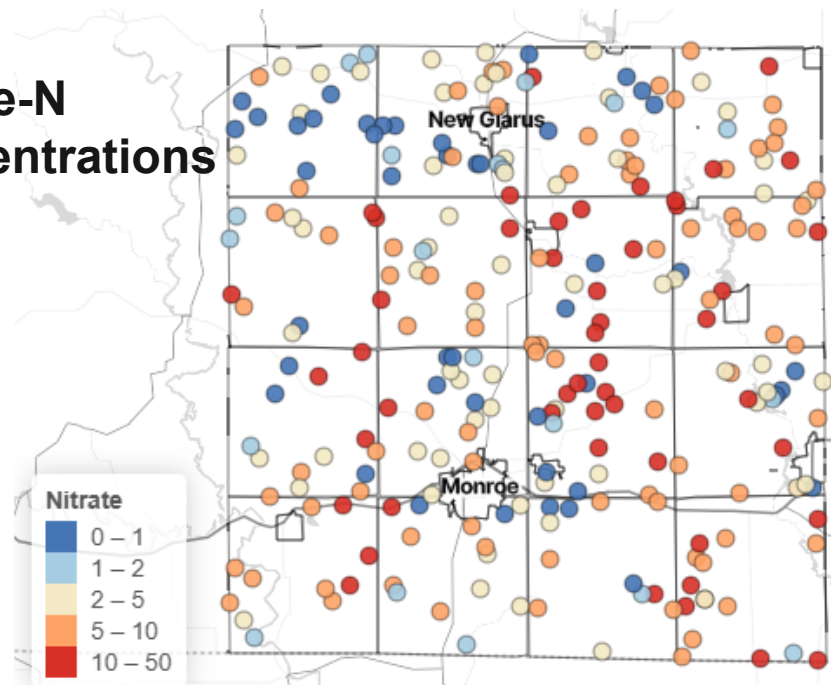 e-N
entrations
New Glarus
Monroe
Nitrate
0 – 1
1 – 2
2 – 5
5 – 10
10 – 50